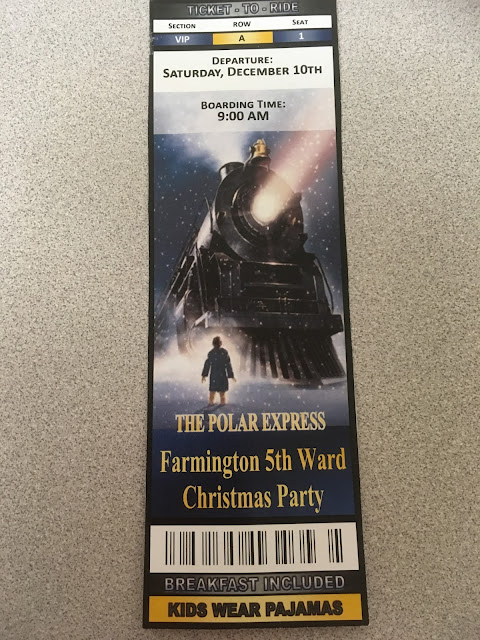 TICKET - TO - RIDE
SECTION ROW SEAT
VIP A 1
DEPARTURE:
SATURDAY, DECEMBER 10TH
BOARDING TIME:
9:00 AM
THE POLAR EXPRESS
Farmington 5th Ward
Christmas Party
BREAKFAST INCLUDED
KIDS WEAR PAJAMAS